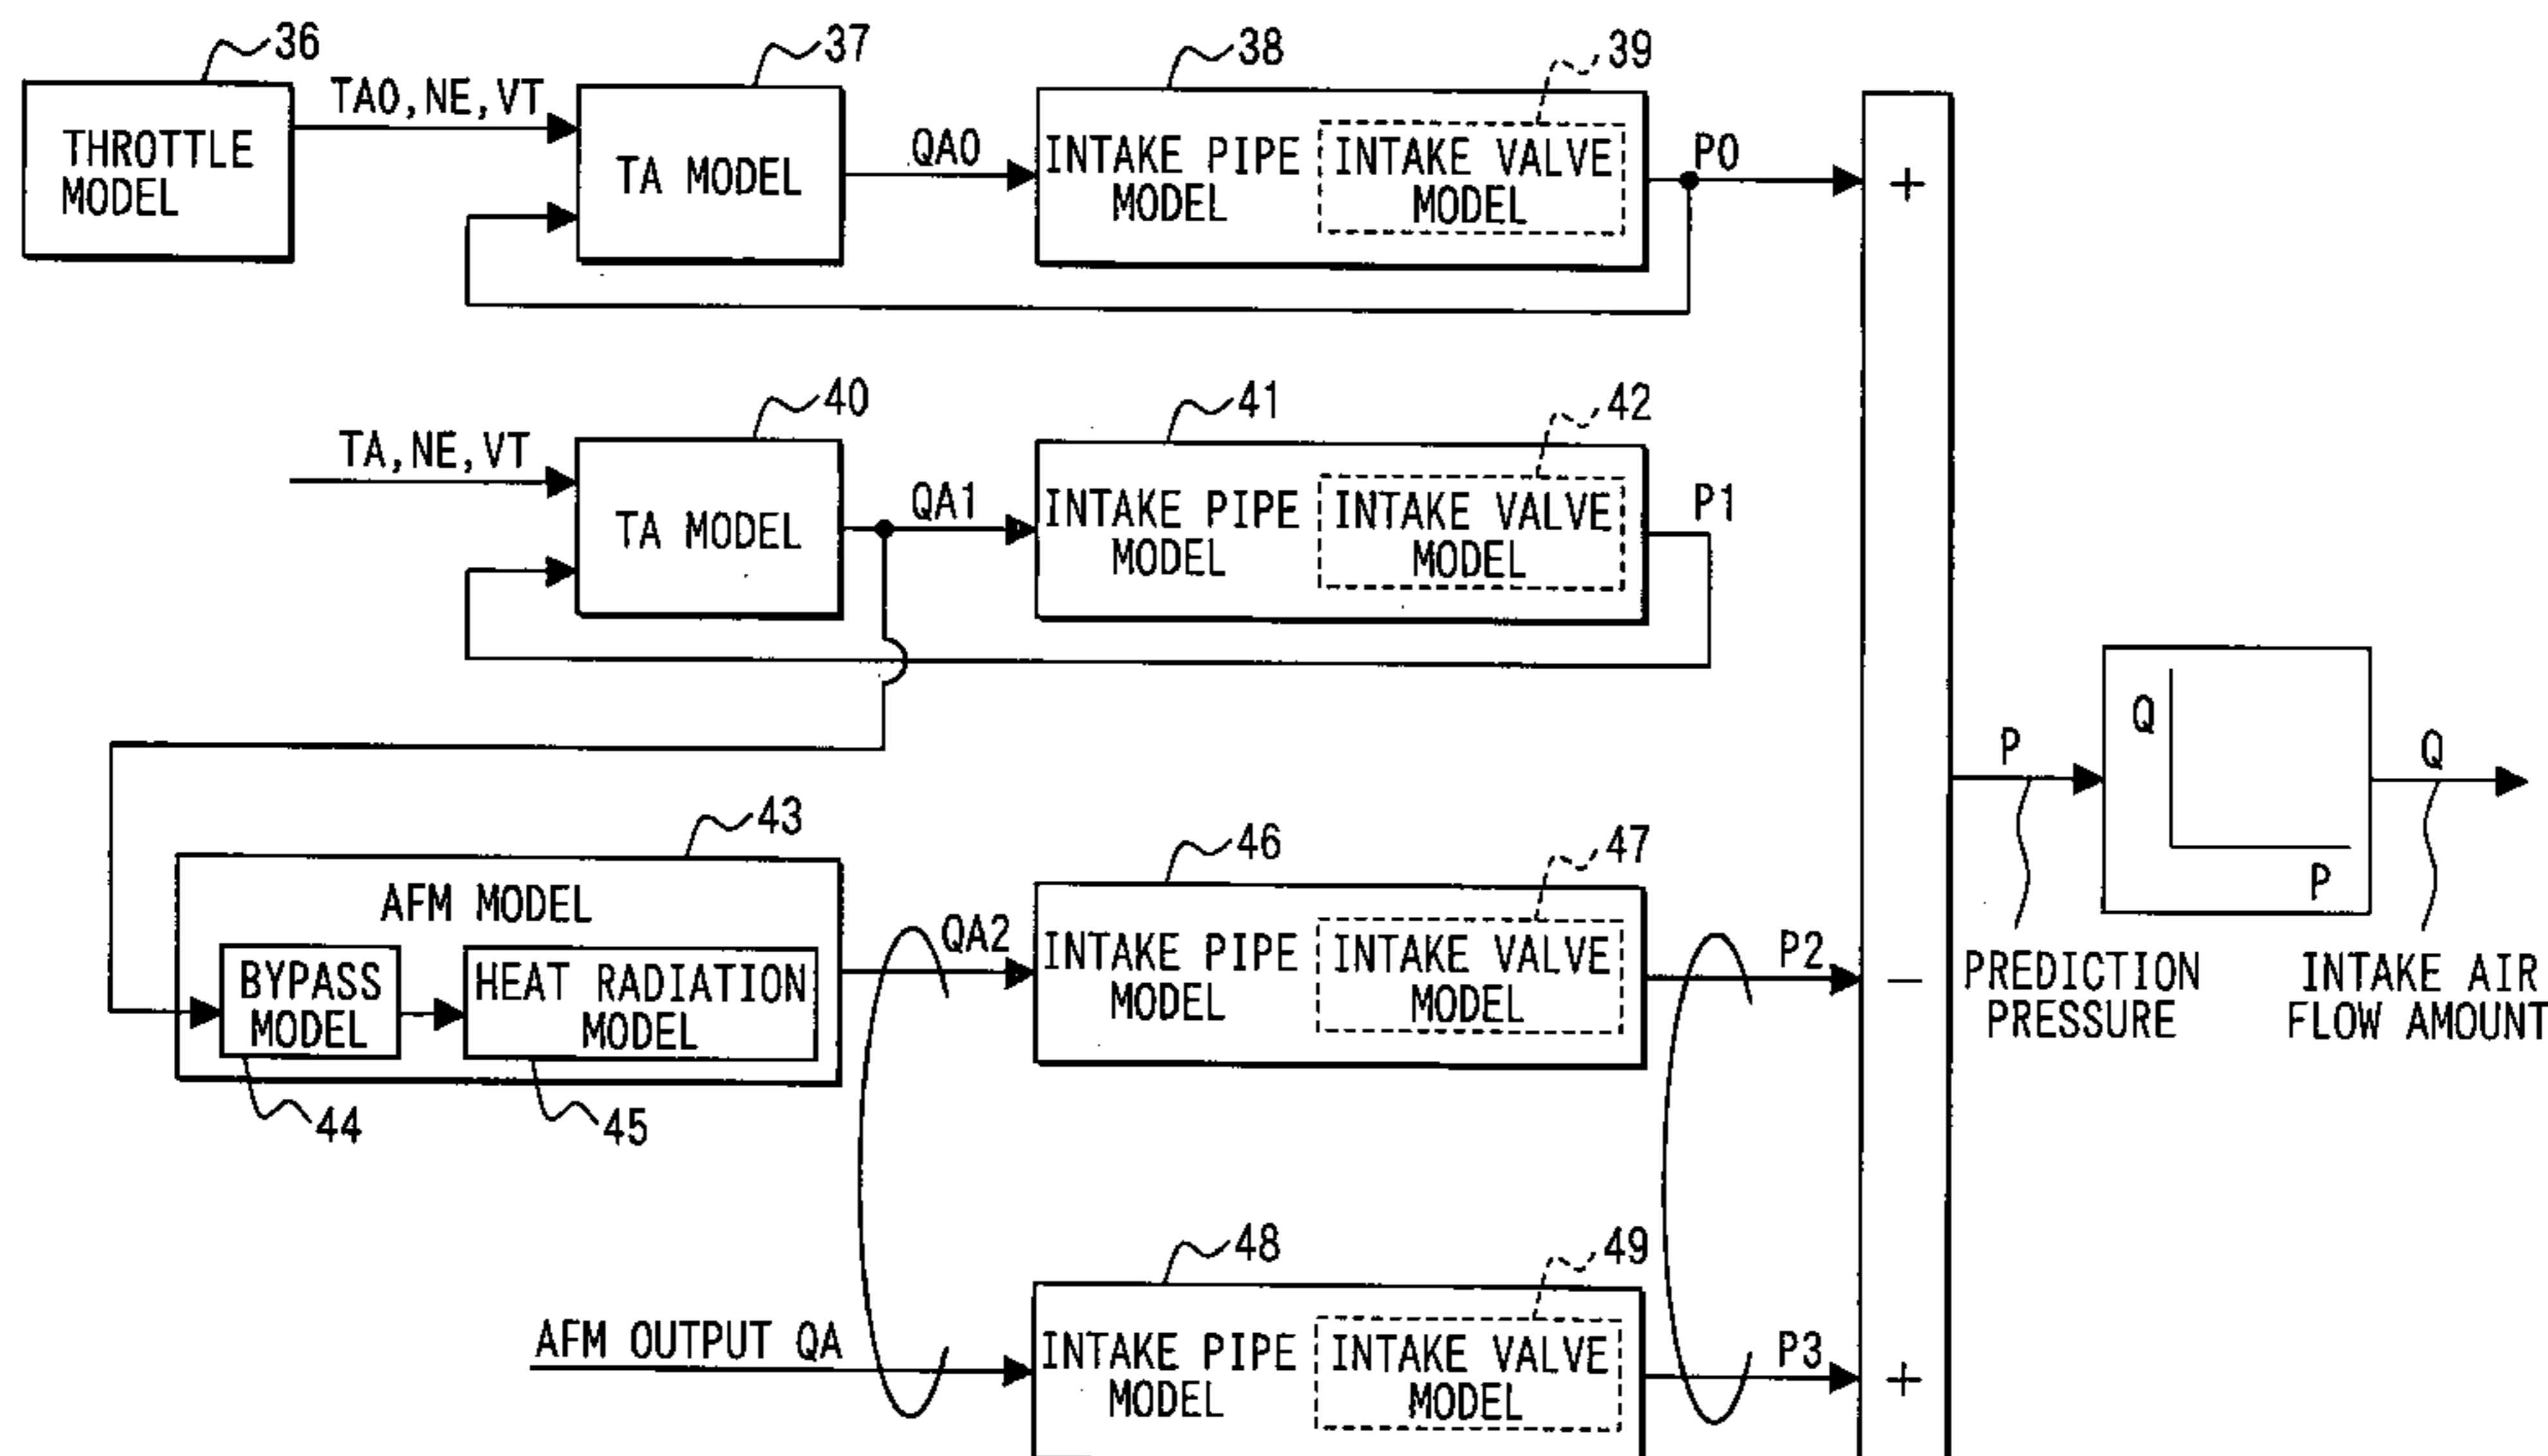 36
37
38
39
THROTTLE
MODEL
TA0, NE, VT
TA MODEL
QA0
INTAKE PIPE
MODEL
INTAKE VALVE
MODEL
P0
+
40
41
42
TA, NE, VT
TA MODEL
QA1
INTAKE PIPE
MODEL
INTAKE VALVE
MODEL
P1
43
AFM MODEL
BYPASS
MODEL
HEAT RADIATION
MODEL
44
45
QA2
46
47
INTAKE PIPE
MODEL
INTAKE VALVE
MODEL
P2
−
48
49
AFM OUTPUT QA
INTAKE PIPE
MODEL
INTAKE VALVE
MODEL
P3
+
P
PREDICTION
PRESSURE
Q
P
Q
INTAKE AIR
FLOW AMOUNT